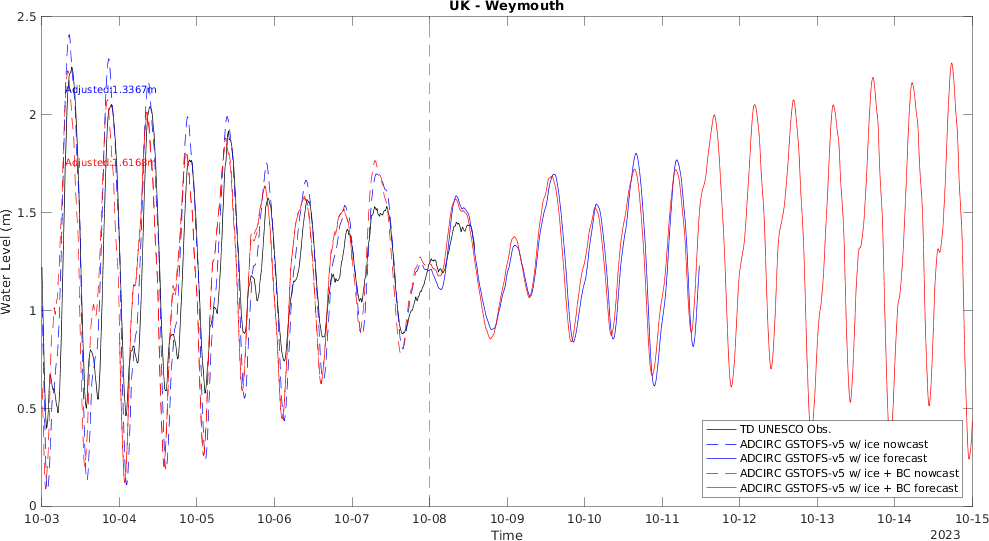 UK - Weymouth
2.5
2
1.5
1
0.5
0
Water Level (m)
Adjusted:1.3367m
Adjusted:1.6168m
TD UNESCO Obs.
ADCIRC GSTOFS-v5 w/ ice nowcast
ADCIRC GSTOFS-v5 w/ ice forecast
ADCIRC GSTOFS-v5 w/ ice + BC nowcast
ADCIRC GSTOFS-v5 w/ ice + BC forecast
10-03 10-04 10-05 10-06 10-07 10-08 10-09 10-10 10-11 10-12 10-13 10-14 10-15
Time
2023